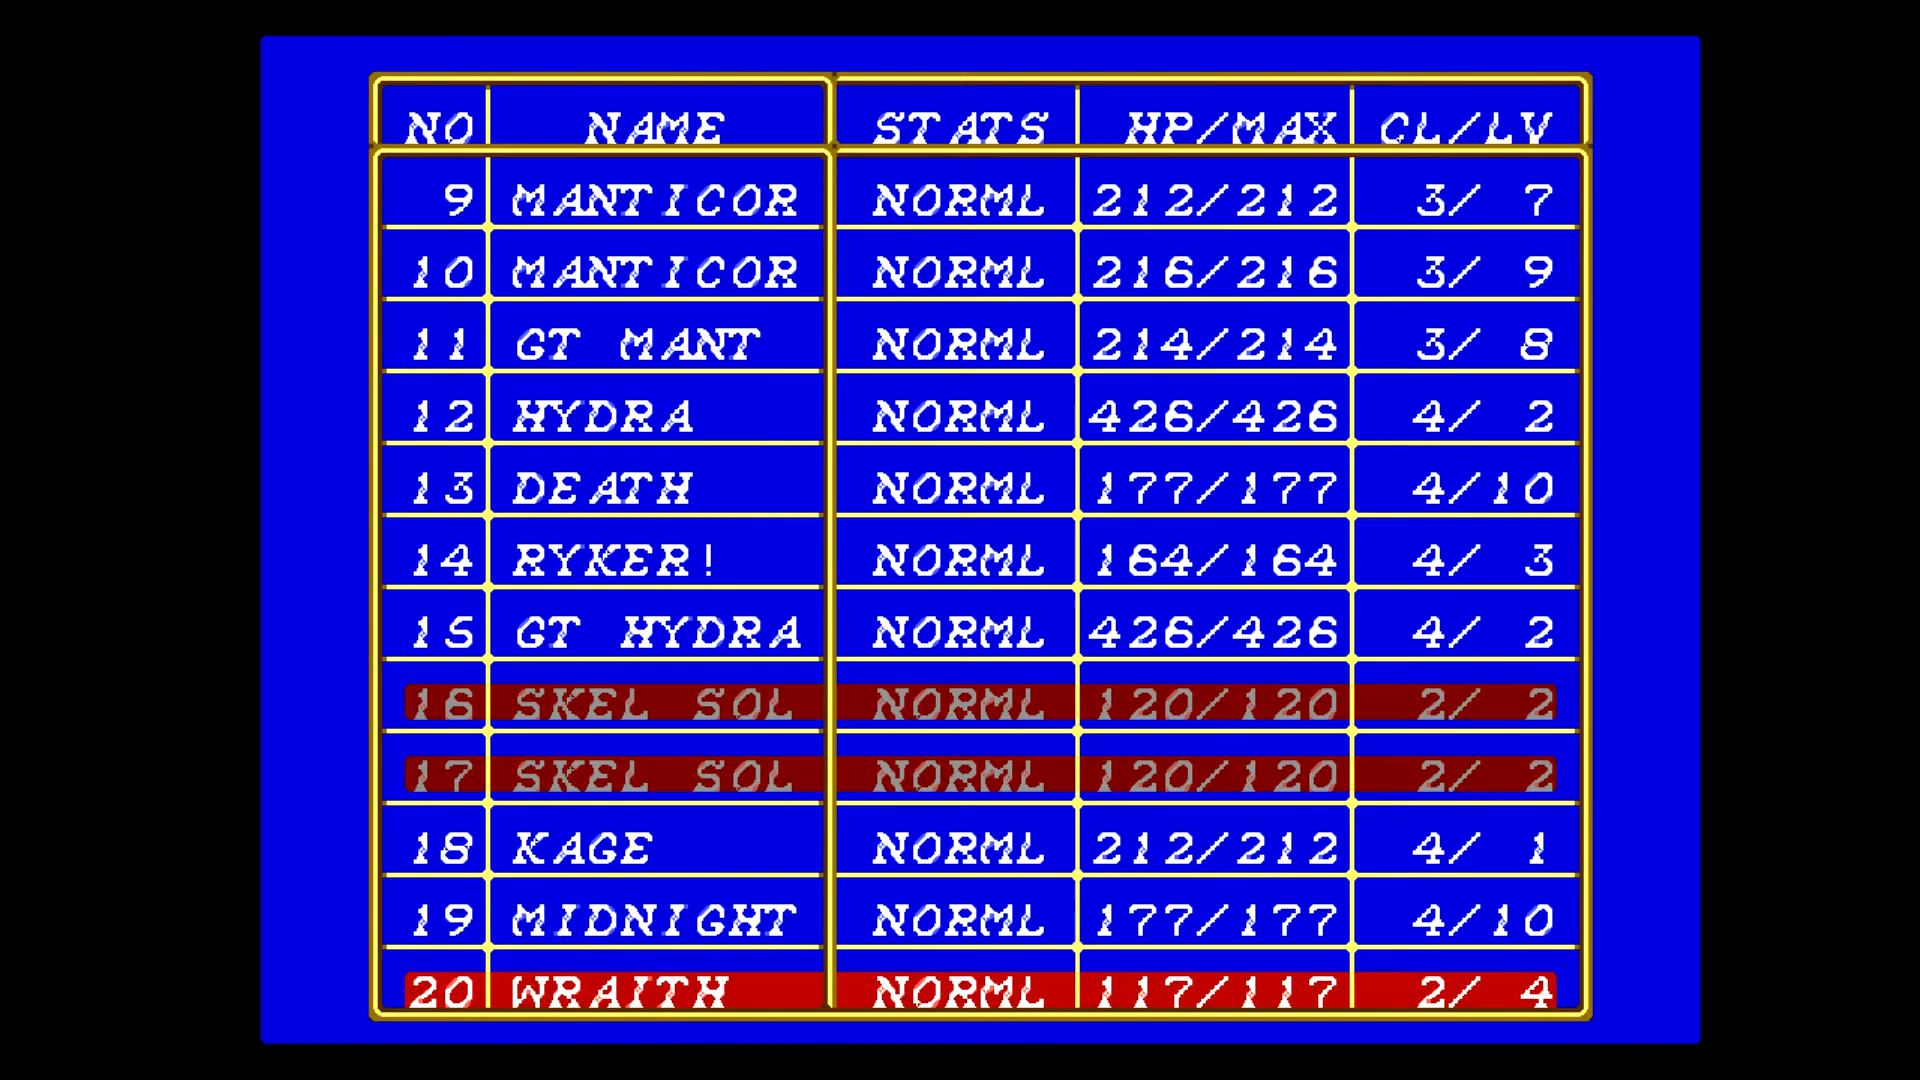 NO NAME STATS HP/MAX CL/LV
9 MANTICOR NORML 212/212 3/ 7
10 MANTICOR NORML 216/216 3/ 9
11 GT MANT NORML 214/214 3/ 8
12 HYDRA NORML 426/426 4/ 2
13 DEATH NORML 177/177 4/10
14 RYKER! NORML 164/164 4/ 3
15 GT HYDRA NORML 426/426 4/ 2
16 SKEL SOL NORML 120/120 2/ 2
17 SKEL SOL NORML 120/120 2/ 2
18 KAGE NORML 212/212 4/ 1
19 MIDNIGHT NORML 177/177 4/10
20 WRAITH NORML 117/117 2/ 4